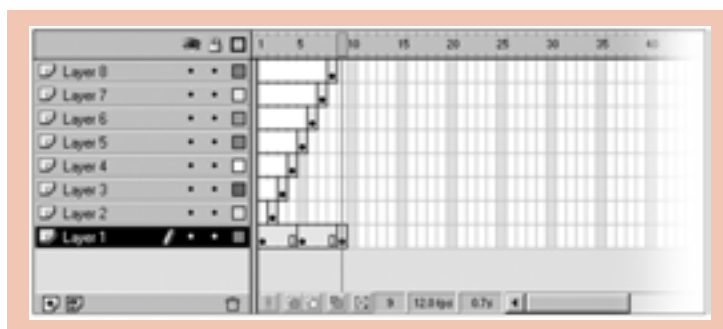 1 5 10 15 20 25 30 35 40
Layer 8
Layer 7
Layer 6
Layer 5
Layer 4
Layer 3
Layer 2
Layer 1
9 12.0 fps 0.7s